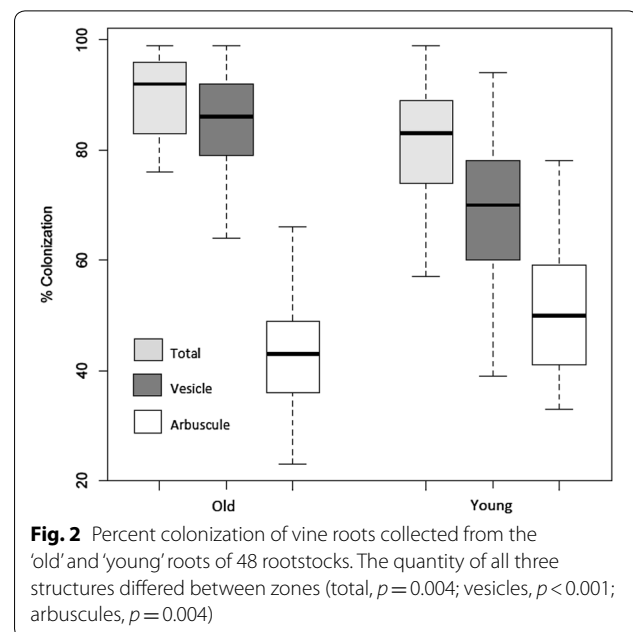 100
80
60
40
20
% Colonization
Total
Vesicle
Arbuscule
Old
Young
Fig. 2 Percent colonization of vine roots collected from the
‘old’ and ‘young’ roots of 48 rootstocks. The quantity of all three
structures differed between zones (total, p = 0.004; vesicles, p < 0.001;
arbuscules, p = 0.004)